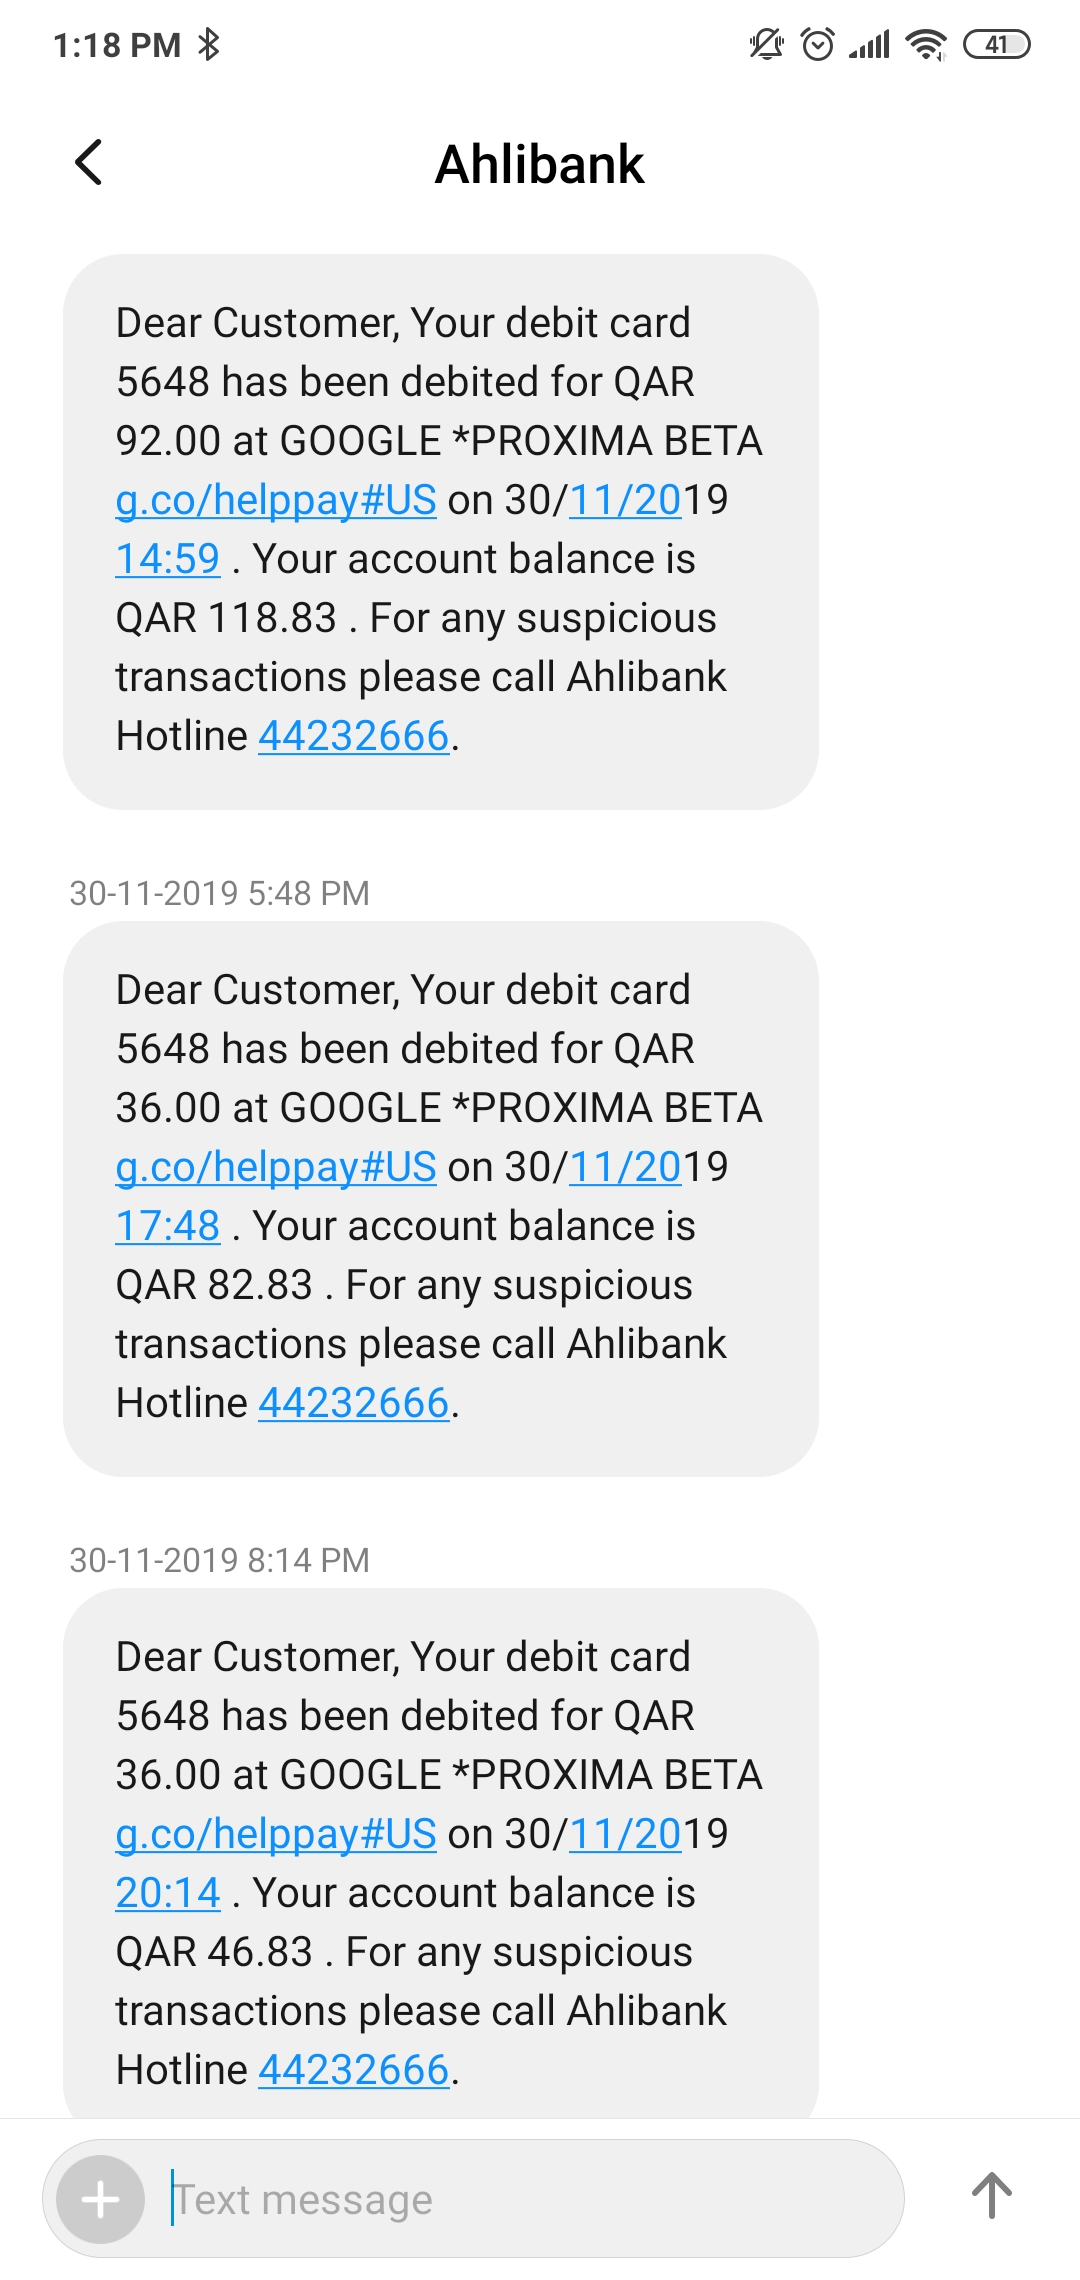 1:18 PM 41
Ahlibank
Dear Customer, Your debit card
5648 has been debited for QAR
92.00 at GOOGLE *PROXIMA BETA
g.co/helppay#US on 30/11/2019
14:59 . Your account balance is
QAR 118.83 . For any suspicious
transactions please call Ahlibank
Hotline 44232666.
30-11-2019 5:48 PM
Dear Customer, Your debit card
5648 has been debited for QAR
36.00 at GOOGLE *PROXIMA BETA
g.co/helppay#US on 30/11/2019
17:48 . Your account balance is
QAR 82.83 . For any suspicious
transactions please call Ahlibank
Hotline 44232666.
30-11-2019 8:14 PM
Dear Customer, Your debit card
5648 has been debited for QAR
36.00 at GOOGLE *PROXIMA BETA
g.co/helppay#US on 30/11/2019
20:14 . Your account balance is
QAR 46.83 . For any suspicious
transactions please call Ahlibank
Hotline 44232666.
Text message